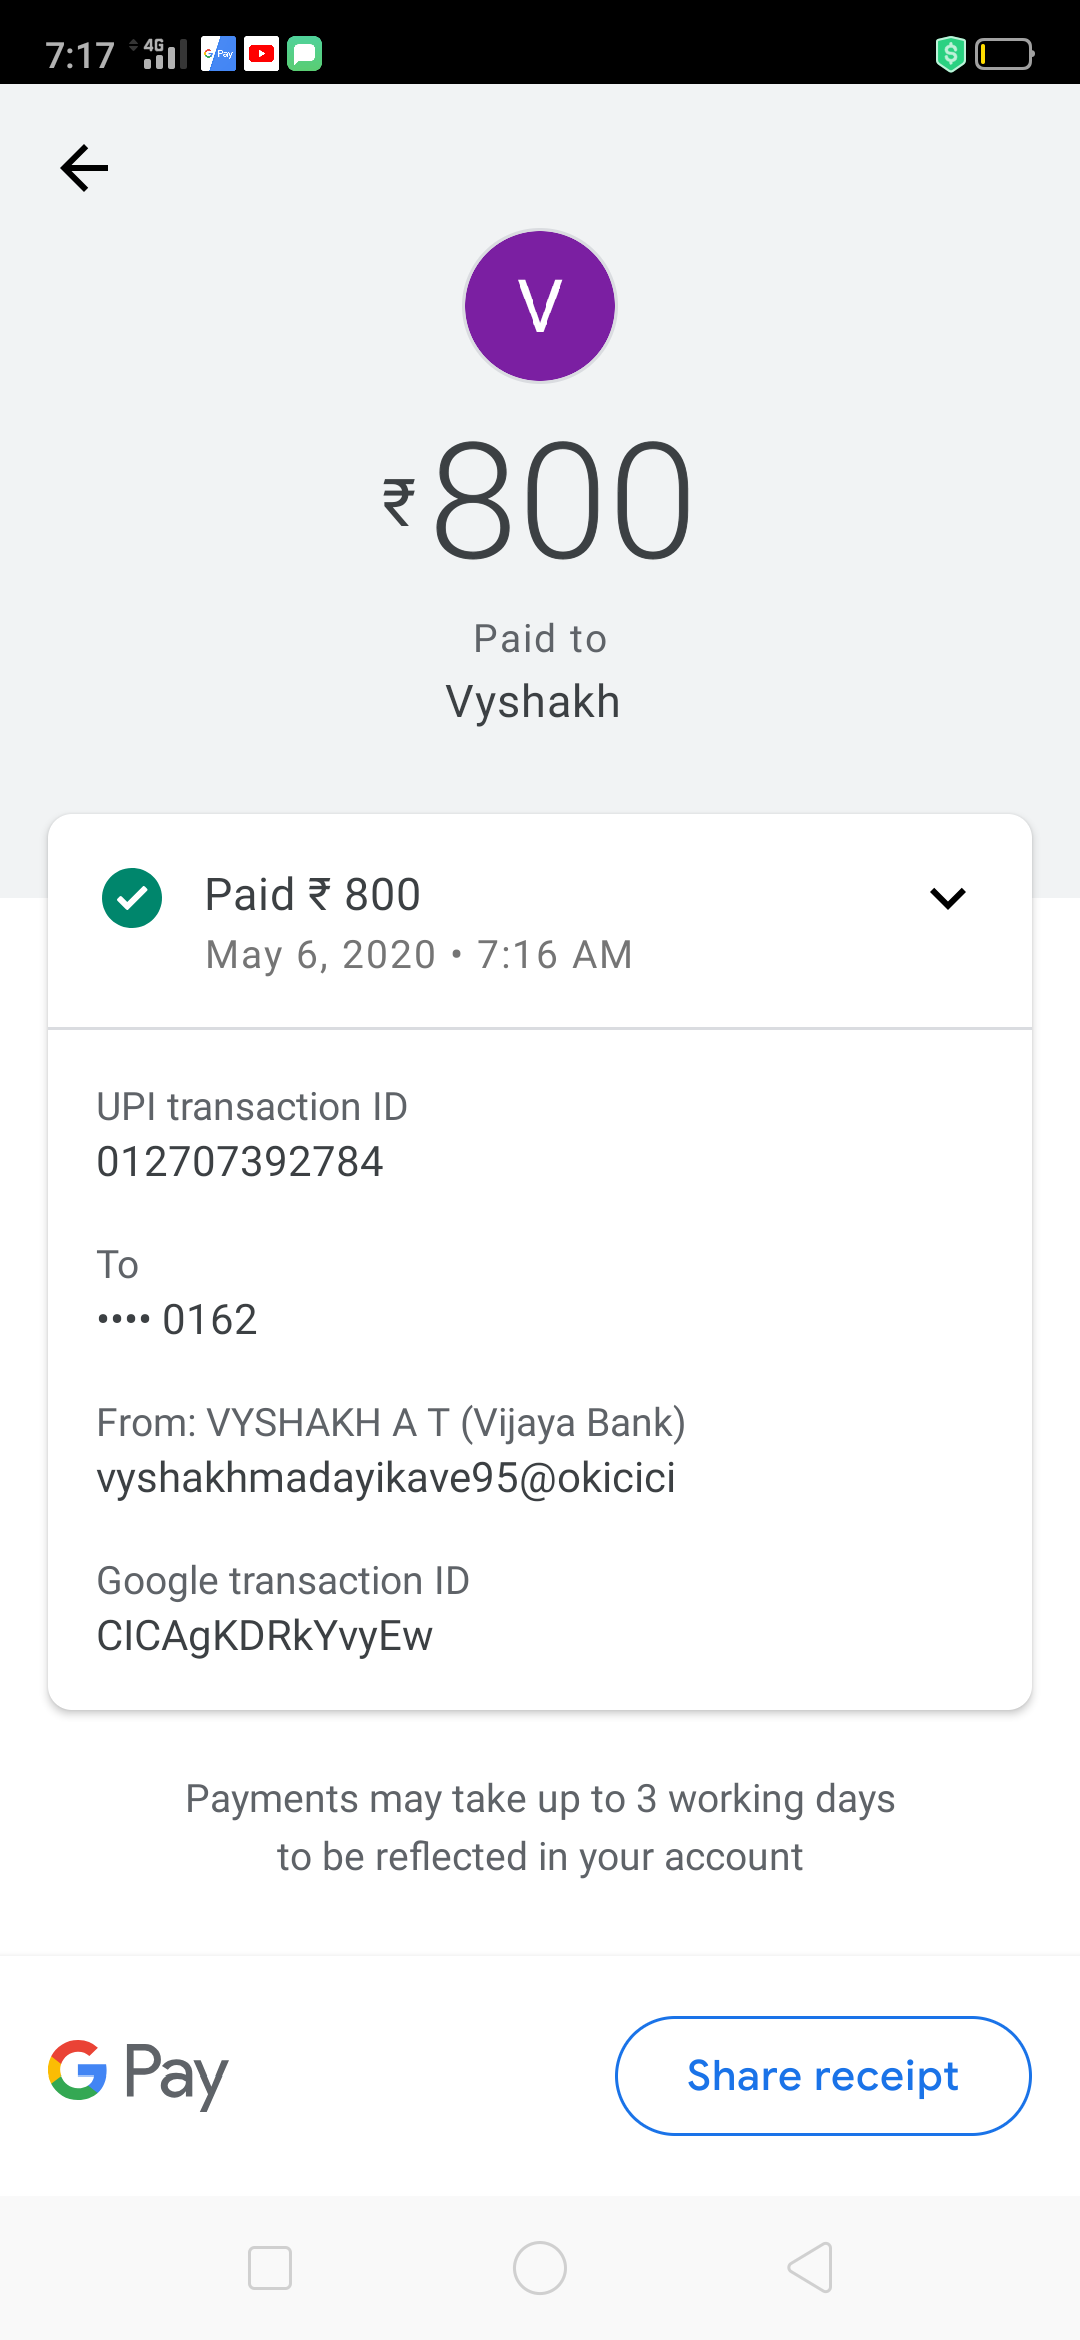 7:17 4G G Pay $
V
₹800
Paid to
Vyshakh
Paid ₹ 800
May 6, 2020 • 7:16 AM
UPI transaction ID
012707392784
To
•••• 0162
From: VYSHAKH A T (Vijaya Bank)
vyshakhmadayikave95@okicici
Google transaction ID
CICAgKDRkYvyEw
Payments may take up to 3 working days
to be reflected in your account
G Pay Share receipt